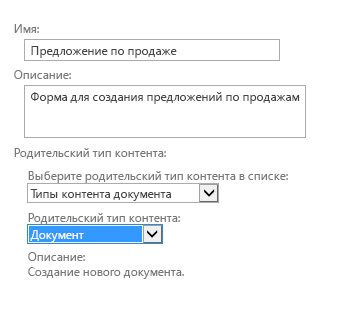 Имя:
Предложение по продаже
Описание:
Форма для создания предложений по продажам
Родительский тип контента:
Выберите родительский тип контента в списке:
Типы контента документа
Родительский тип контента:
Документ
Описание:
Создание нового документа.